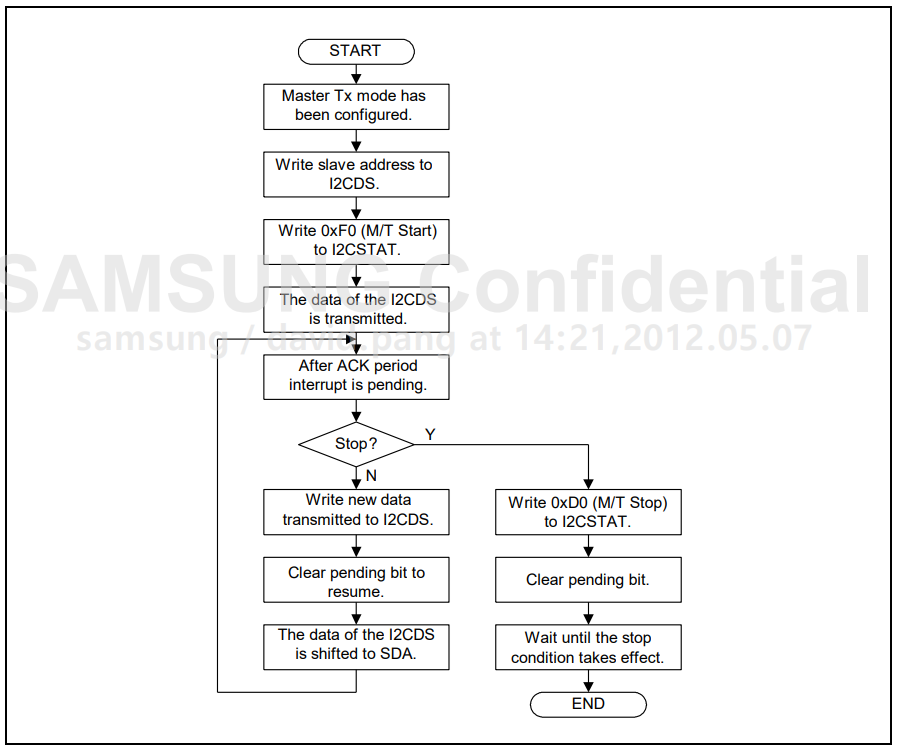 START
Master Tx mode has
been configured.
Write slave address to
I2CDS.
Write 0xF0 (M/T Start)
to I2CSTAT.
SAMSUNG Confidential
The data of the I2CDS
is transmitted.
samsung / david.pang at 14:21,2012.05.07
After ACK period
interrupt is pending.
Stop?
Y
N
Write new data
transmitted to I2CDS.
Clear pending bit to
resume.
The data of the I2CDS
is shifted to SDA.
Write 0xD0 (M/T Stop)
to I2CSTAT.
Clear pending bit.
Wait until the stop
condition takes effect.
END